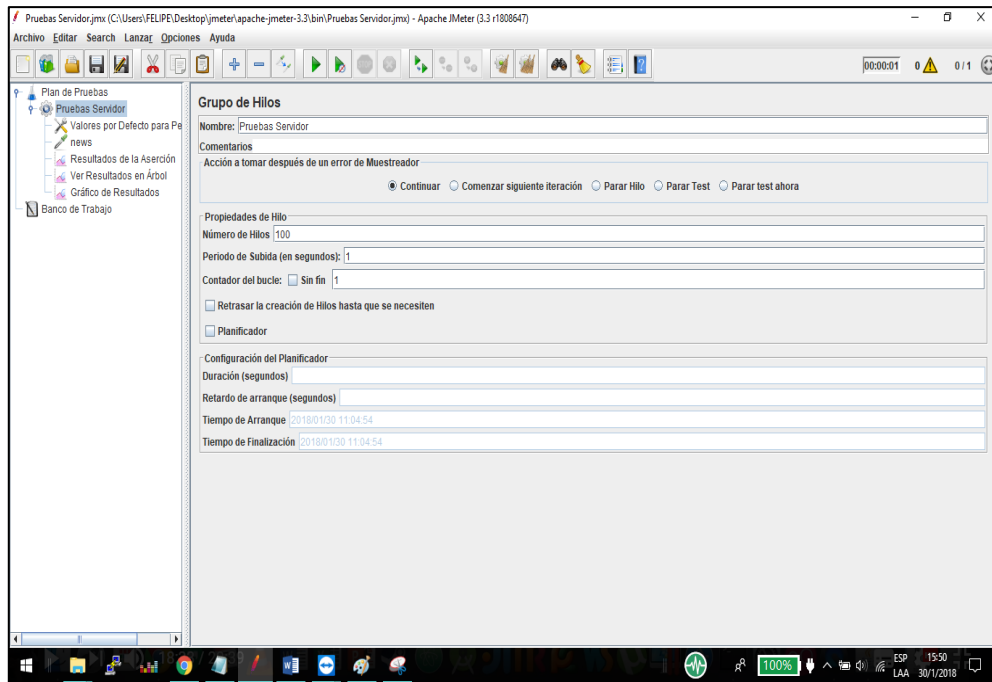 Pruebas Servidor.jmx (C:\Users\FELIPE\Desktop\jmeter\apache-jmeter-3.3\bin\Pruebas Servidor.jmx) - Apache JMeter (3.3 r1808647)
Archivo Editar Search Lanzar Opciones Ayuda
00:00:01 0 0 / 1
Plan de Pruebas
Pruebas Servidor
Valores por Defecto para Pe
news
Resultados de la Aserción
Ver Resultados en Árbol
Gráfico de Resultados
Banco de Trabajo
Grupo de Hilos
Nombre: Pruebas Servidor
Comentarios
Acción a tomar después de un error de Muestreador
Continuar Comenzar siguiente iteración Parar Hilo Parar Test Parar test ahora
Propiedades de Hilo
Número de Hilos 100
Periodo de Subida (en segundos): 1
Contador del bucle: Sin fin 1
Retrasar la creación de Hilos hasta que se necesiten
Planificador
Configuración del Planificador
Duración (segundos)
Retardo de arranque (segundos)
Tiempo de Arranque 2018/01/30 11:04:54
Tiempo de Finalización 2018/01/30 11:04:54
100%
ESP 15:50
LAA 30/1/2018